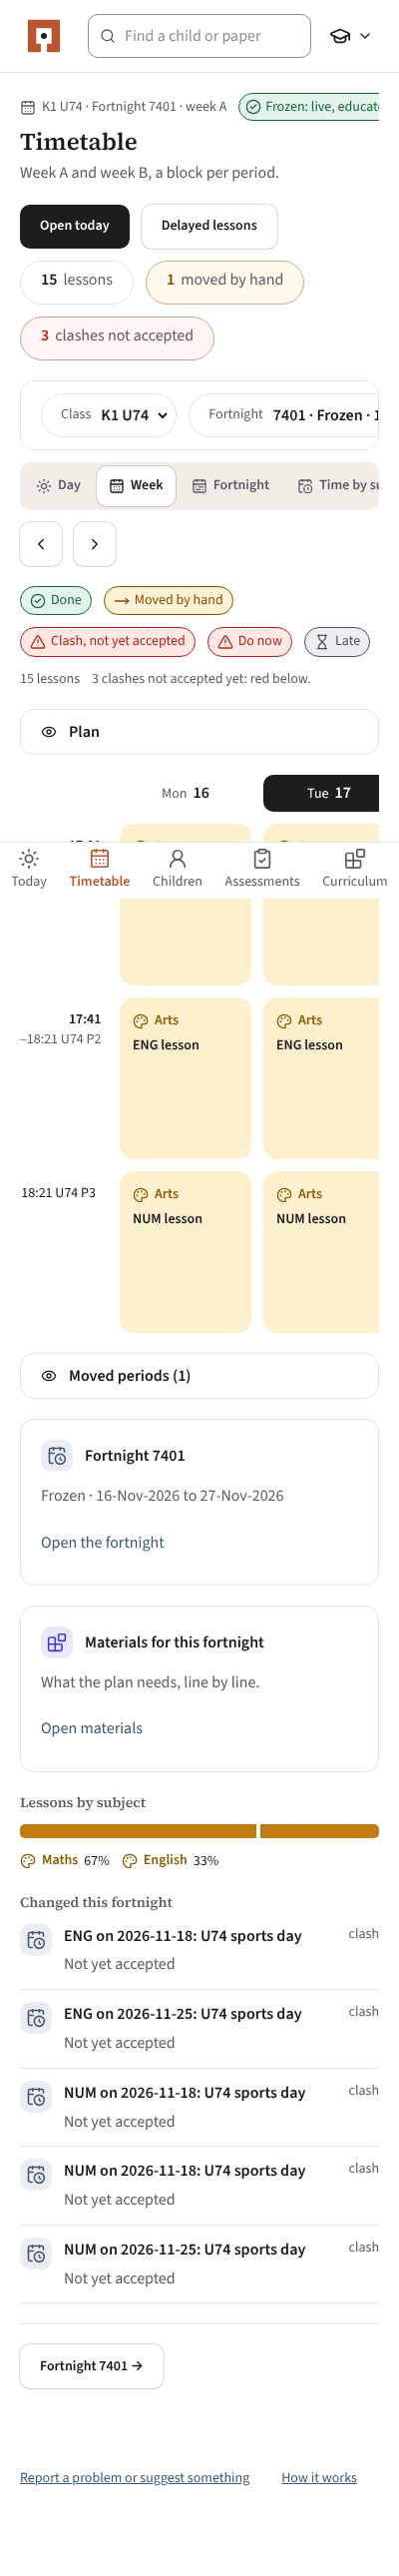 Find a child or paper
K1 U74 · Fortnight 7401 · week A
Frozen: live, educat
Timetable
Week A and week B, a block per period.
Open today
Delayed lessons
15 lessons
1 moved by hand
3 clashes not accepted
Class K1 U74
Fortnight 7401 · Frozen ·
Day
Week
Fortnight
Time by
Done
Moved by hand
Clash, not yet accepted
Do now
Late
15 lessons 3 clashes not accepted yet: red below.
Plan
Mon 16
Tue 17
Today
Timetable
Children
Assessments
Curriculum
17:41
–18:21 U74 P2
Arts
ENG lesson
Arts
ENG lesson
18:21 U74 P3
Arts
NUM lesson
Arts
NUM lesson
Moved periods (1)
Fortnight 7401
Frozen · 16-Nov-2026 to 27-Nov-2026
Open the fortnight
Materials for this fortnight
What the plan needs, line by line.
Open materials
Lessons by subject
Maths 67%
English 33%
Changed this fortnight
ENG on 2026-11-18: U74 sports day
clash
Not yet accepted
ENG on 2026-11-25: U74 sports day
clash
Not yet accepted
NUM on 2026-11-18: U74 sports day
clash
Not yet accepted
NUM on 2026-11-18: U74 sports day
clash
Not yet accepted
NUM on 2026-11-25: U74 sports day
clash
Not yet accepted
Fortnight 7401 →
Report a problem or suggest something
How it works